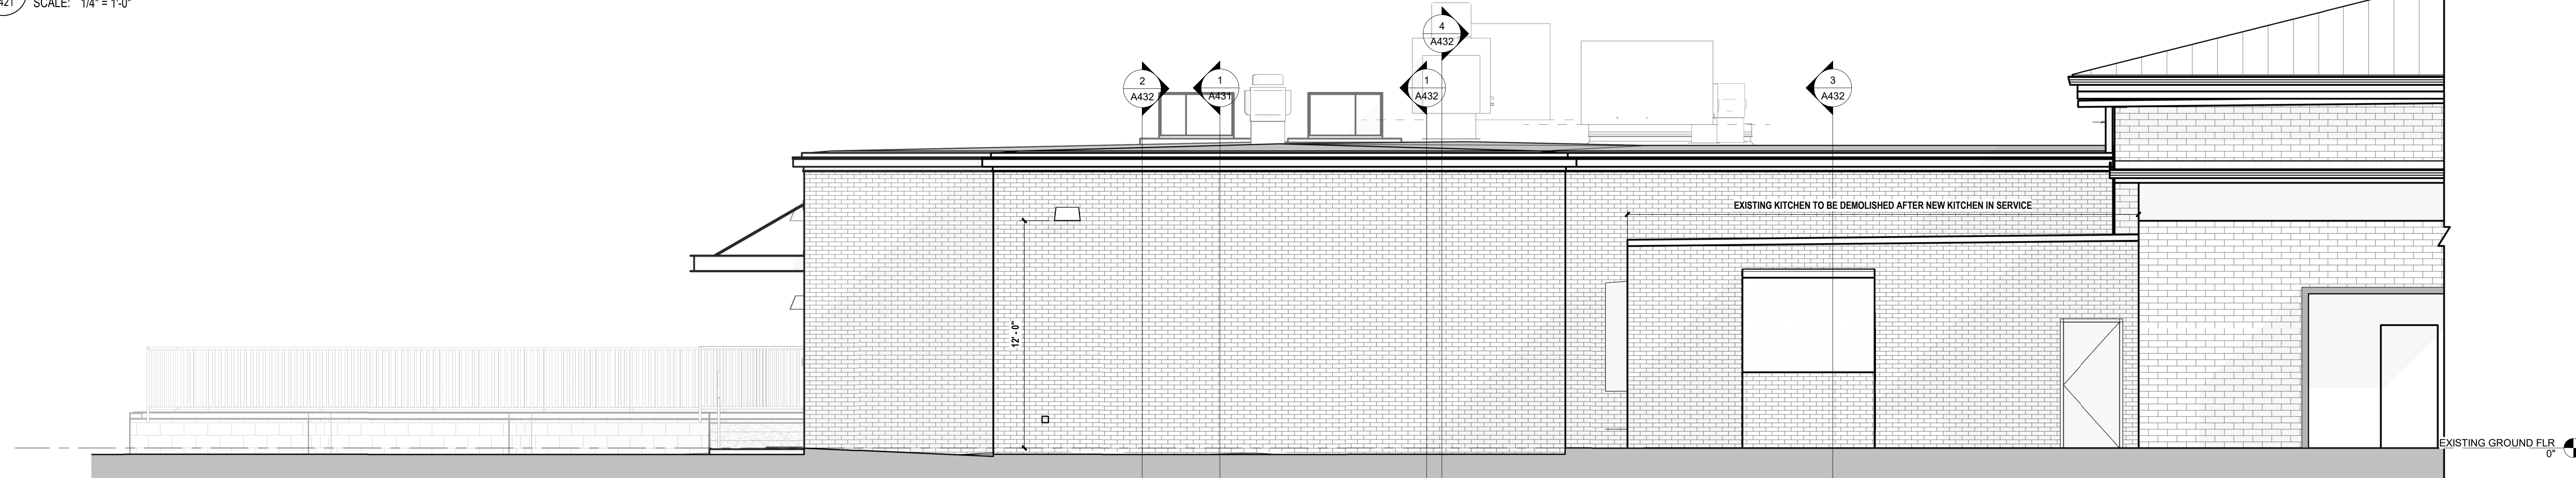 421
SCALE: 1/4" = 1'-0"
4
A432
2
A432
1
A431
1
A432
3
A432
EXISTING KITCHEN TO BE DEMOLISHED AFTER NEW KITCHEN IN SERVICE
12' - 0"
EXISTING GROUND FLR
0"